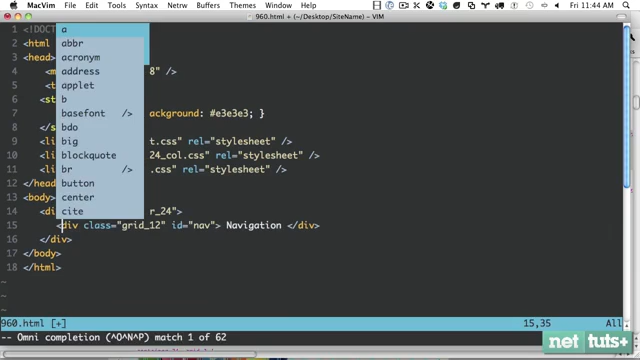 MacVim File Edit Tools Syntax Netrw Buffers Tweets Window Help Fri 11:44 AM
960.html + (~/Desktop/SiteName) - VIM
1 <!DOCT a
2 <html abbr
3 <head> acronym
4 <m address 8" />
5 <t applet
6 <st b
7 basefont /> ackground: #e3e3e3; }
8 </s bdo
9 <li big t.css" rel="stylesheet" />
10 <li blockquote 24_col.css" rel="stylesheet" />
11 <li br /> .css" rel="stylesheet" />
12 </head button
13 <body> center
14 <di cite r_24">
15 <div class="grid_12" id="nav"> Navigation </div>
16 </div>
17 </body>
18 </html>
~
~
960.html [+] 15,35 All
-- Omni completion (^O^N^P) match 1 of 62
net tuts+